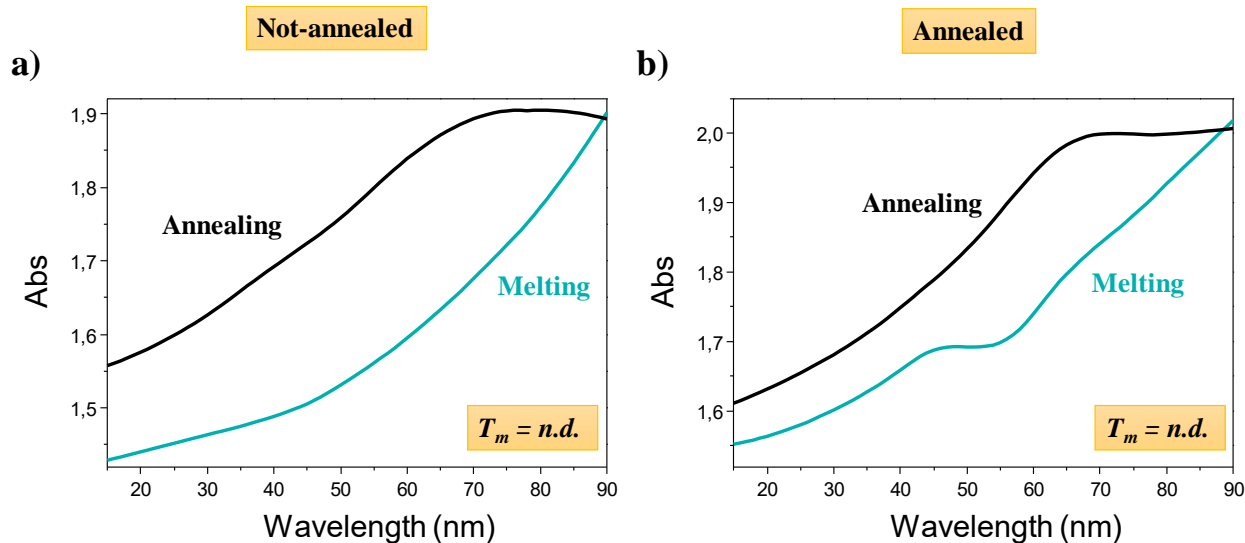 Not-annealed
Annealed
a)
1,9
1,8
1,7
1,6
1,5
Abs
Annealing
Melting
T_m = n.d.
20 30 40 50 60 70 80 90
Wavelength (nm)
b)
2,0
1,9
1,8
1,7
1,6
Abs
Annealing
Melting
T_m = n.d.
20 30 40 50 60 70 80 90
Wavelength (nm)